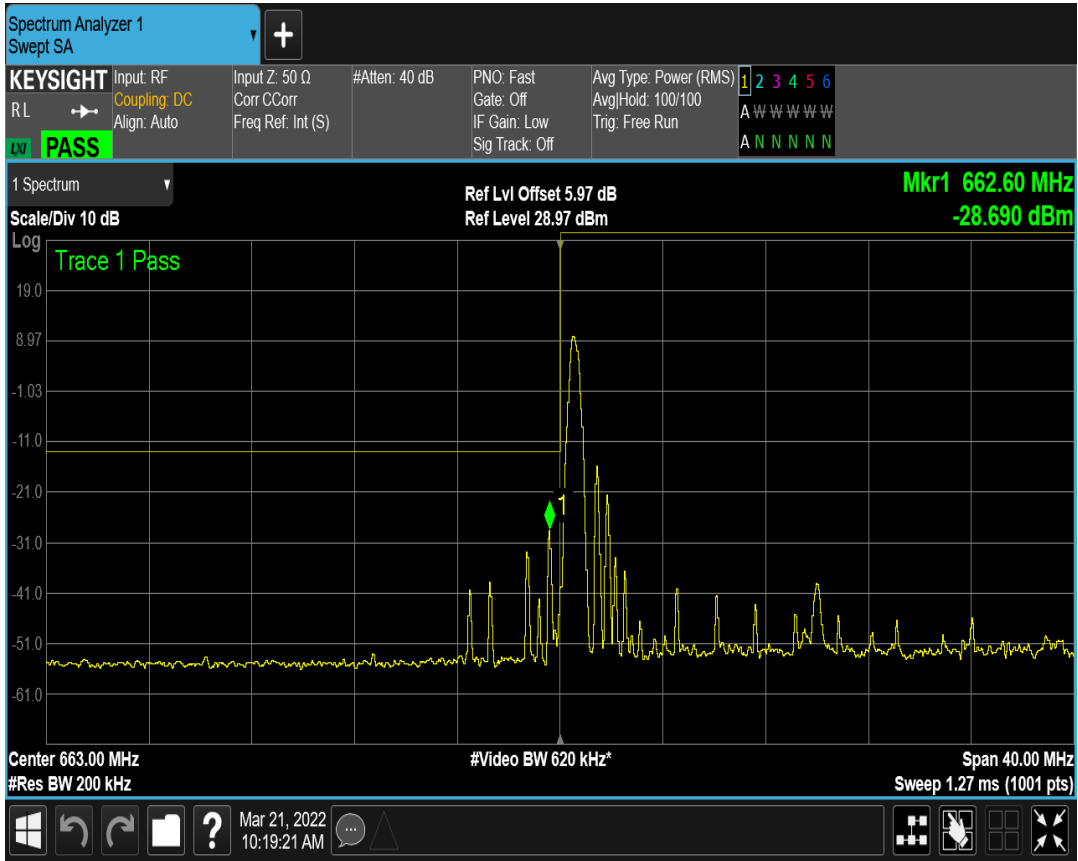 Spectrum Analyzer 1
Swept SA
+
KEYSIGHT
R L
LXI
PASS
Input: RF
Coupling: DC
Align: Auto
Input Z: 50 Ω
Corr CCorr
Freq Ref: Int (S)
#Atten: 40 dB
PNO: Fast
Gate: Off
IF Gain: Low
Sig Track: Off
Avg Type: Power (RMS)
Avg|Hold: 100/100
Trig: Free Run
1 2 3 4 5 6
A W W W W W
A N N N N N
1 Spectrum
Scale/Div 10 dB
Ref Lvl Offset 5.97 dB
Ref Level 28.97 dBm
Mkr1 662.60 MHz
-28.690 dBm
Log
Trace 1 Pass
19.0
8.97
-1.03
-11.0
-21.0
1
-31.0
-41.0
-51.0
-61.0
Center 663.00 MHz
#Res BW 200 kHz
#Video BW 620 kHz*
Span 40.00 MHz
Sweep 1.27 ms (1001 pts)
?
Mar 21, 2022
10:19:21 AM